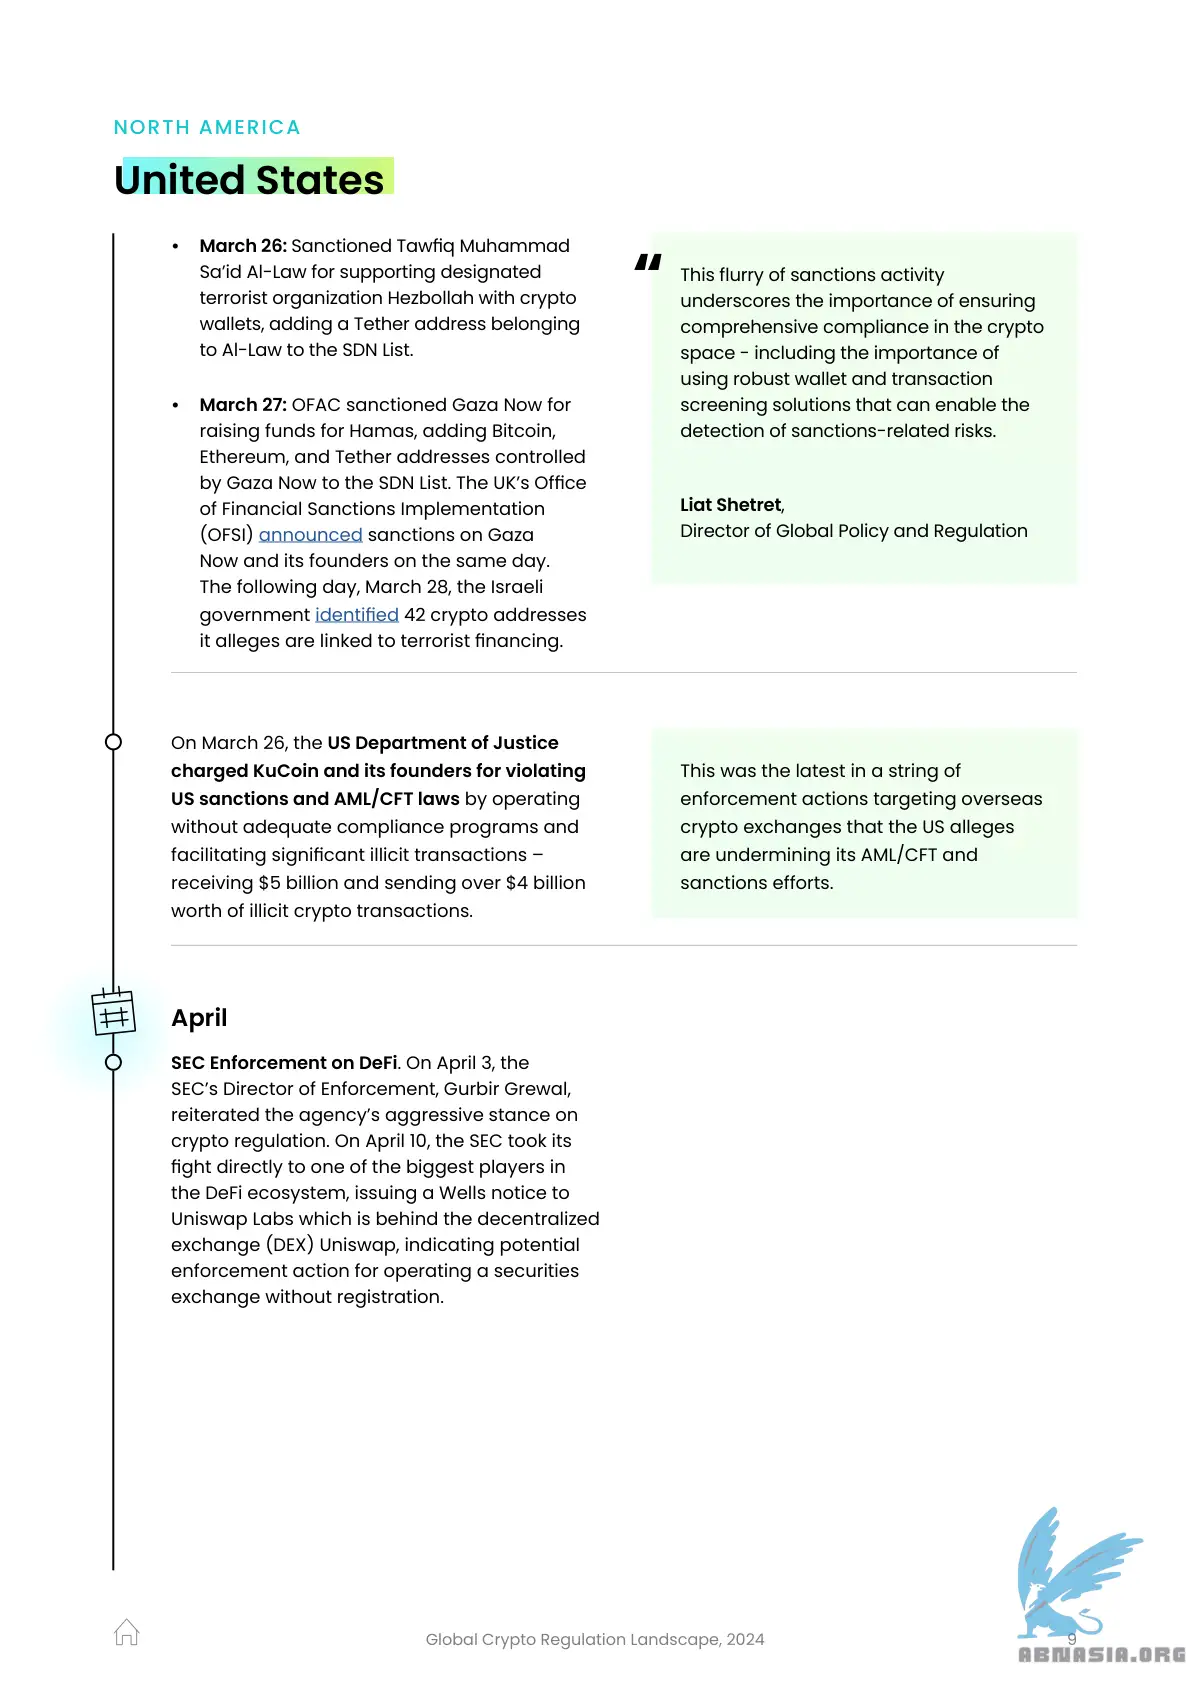 NORTH AMERICA
United States
• March 26: Sanctioned Tawfiq Muhammad
Sa’id Al-Law for supporting designated
terrorist organization Hezbollah with crypto
wallets, adding a Tether address belonging
to Al-Law to the SDN List.
• March 27: OFAC sanctioned Gaza Now for
raising funds for Hamas, adding Bitcoin,
Ethereum, and Tether addresses controlled
by Gaza Now to the SDN List. The UK’s Office
of Financial Sanctions Implementation
(OFSI) announced sanctions on Gaza
Now and its founders on the same day.
The following day, March 28, the Israeli
government identified 42 crypto addresses
it alleges are linked to terrorist financing.
“
This flurry of sanctions activity
underscores the importance of ensuring
comprehensive compliance in the crypto
space - including the importance of
using robust wallet and transaction
screening solutions that can enable the
detection of sanctions-related risks.
Liat Shetret,
Director of Global Policy and Regulation
On March 26, the US Department of Justice
charged KuCoin and its founders for violating
US sanctions and AML/CFT laws by operating
without adequate compliance programs and
facilitating significant illicit transactions –
receiving $5 billion and sending over $4 billion
worth of illicit crypto transactions.
This was the latest in a string of
enforcement actions targeting overseas
crypto exchanges that the US alleges
are undermining its AML/CFT and
sanctions efforts.
April
SEC Enforcement on DeFi. On April 3, the
SEC’s Director of Enforcement, Gurbir Grewal,
reiterated the agency’s aggressive stance on
crypto regulation. On April 10, the SEC took its
fight directly to one of the biggest players in
the DeFi ecosystem, issuing a Wells notice to
Uniswap Labs which is behind the decentralized
exchange (DEX) Uniswap, indicating potential
enforcement action for operating a securities
exchange without registration.
Global Crypto Regulation Landscape, 2024
9
ABNASIA.ORG